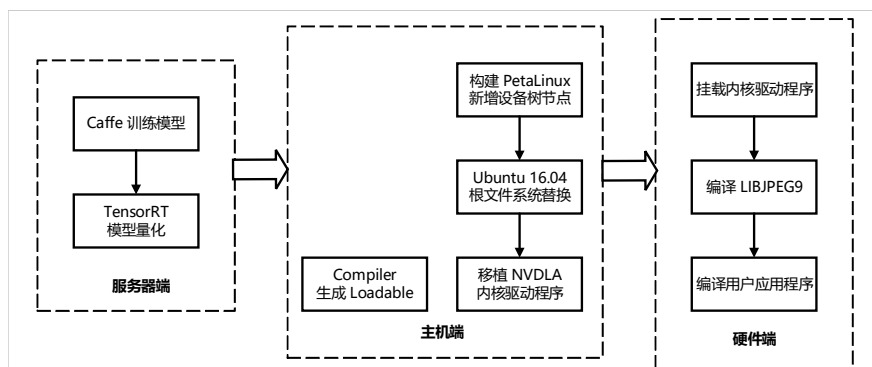 Caffe 训练模型
TensorRT
模型量化
服务器端
构建 PetaLinux
新增设备树节点
Ubuntu 16.04
根文件系统替换
Compiler
生成 Loadable
移植 NVDLA
内核驱动程序
主机端
挂载内核驱动程序
编译 LIBJPEG9
编译用户应用程序
硬件端